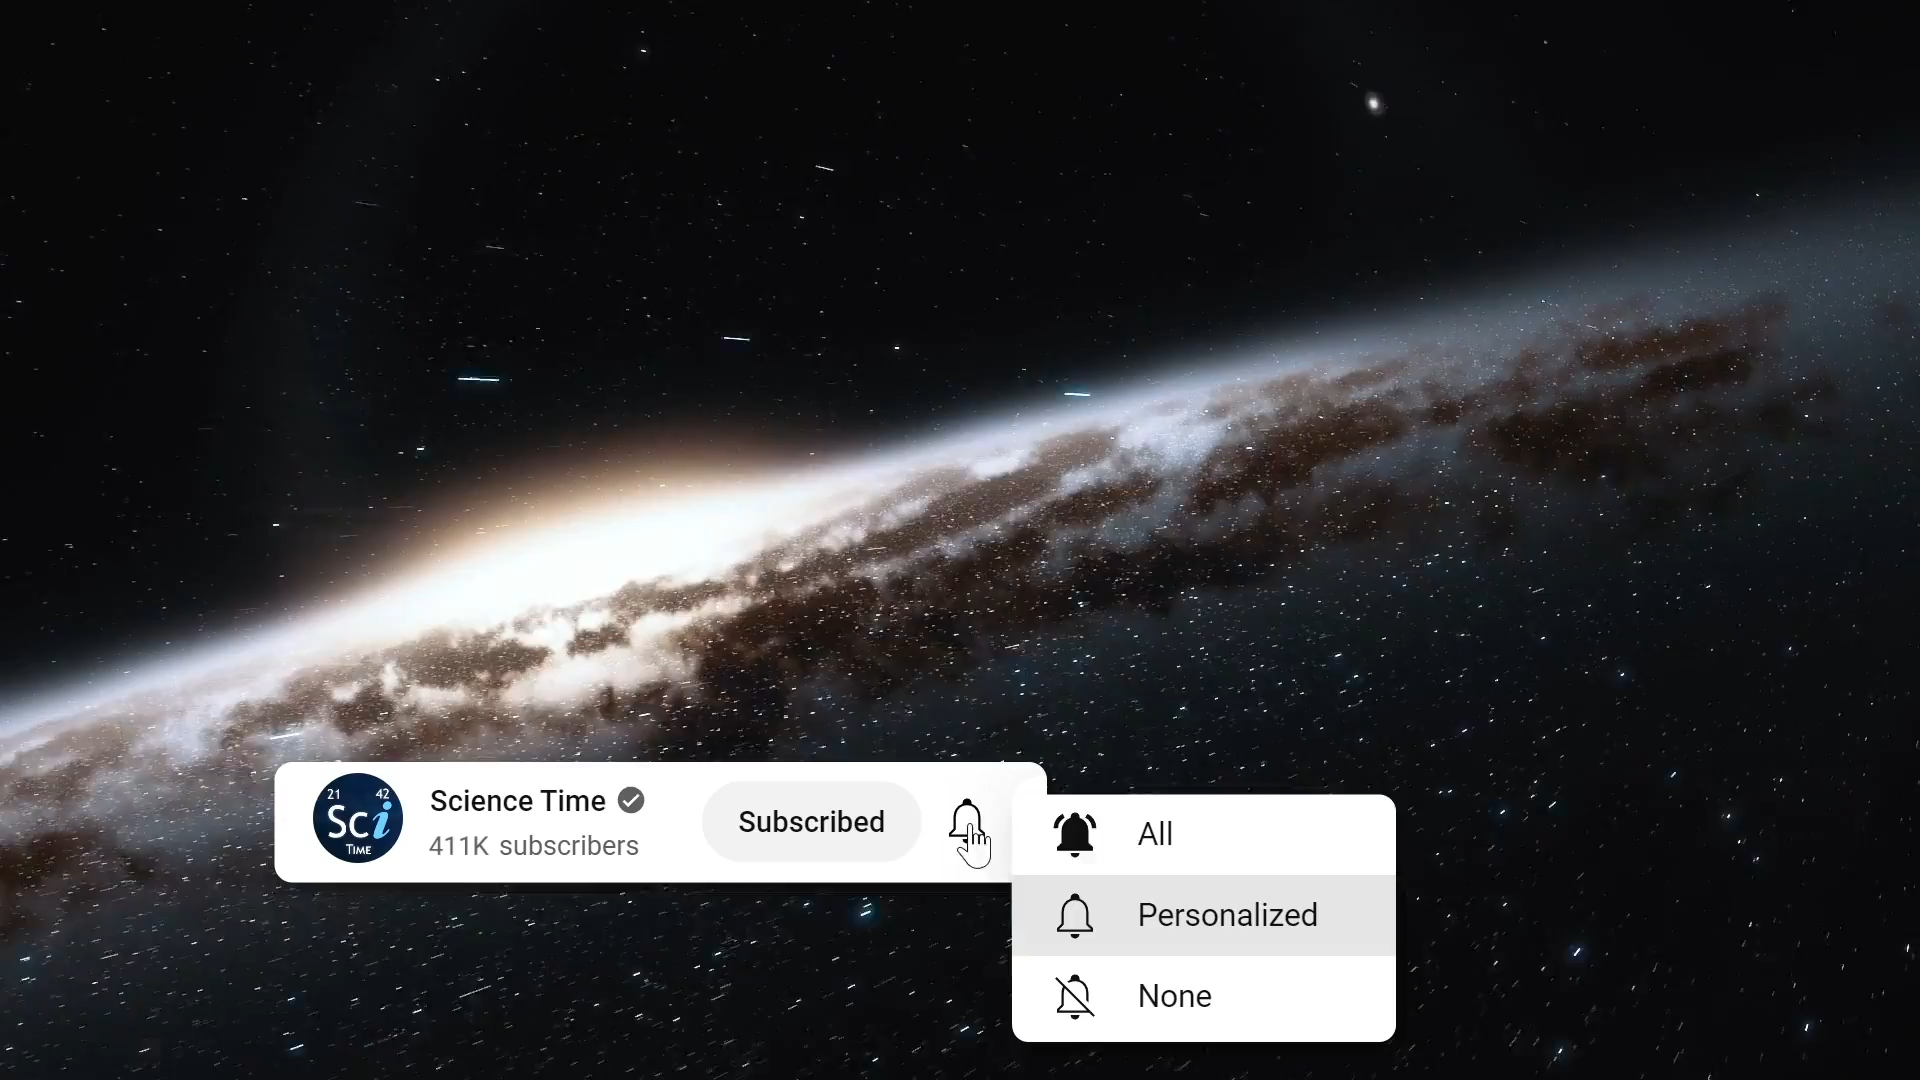 21 42
Sci
TIME
Science Time
411K subscribers
Subscribed
All
Personalized
None